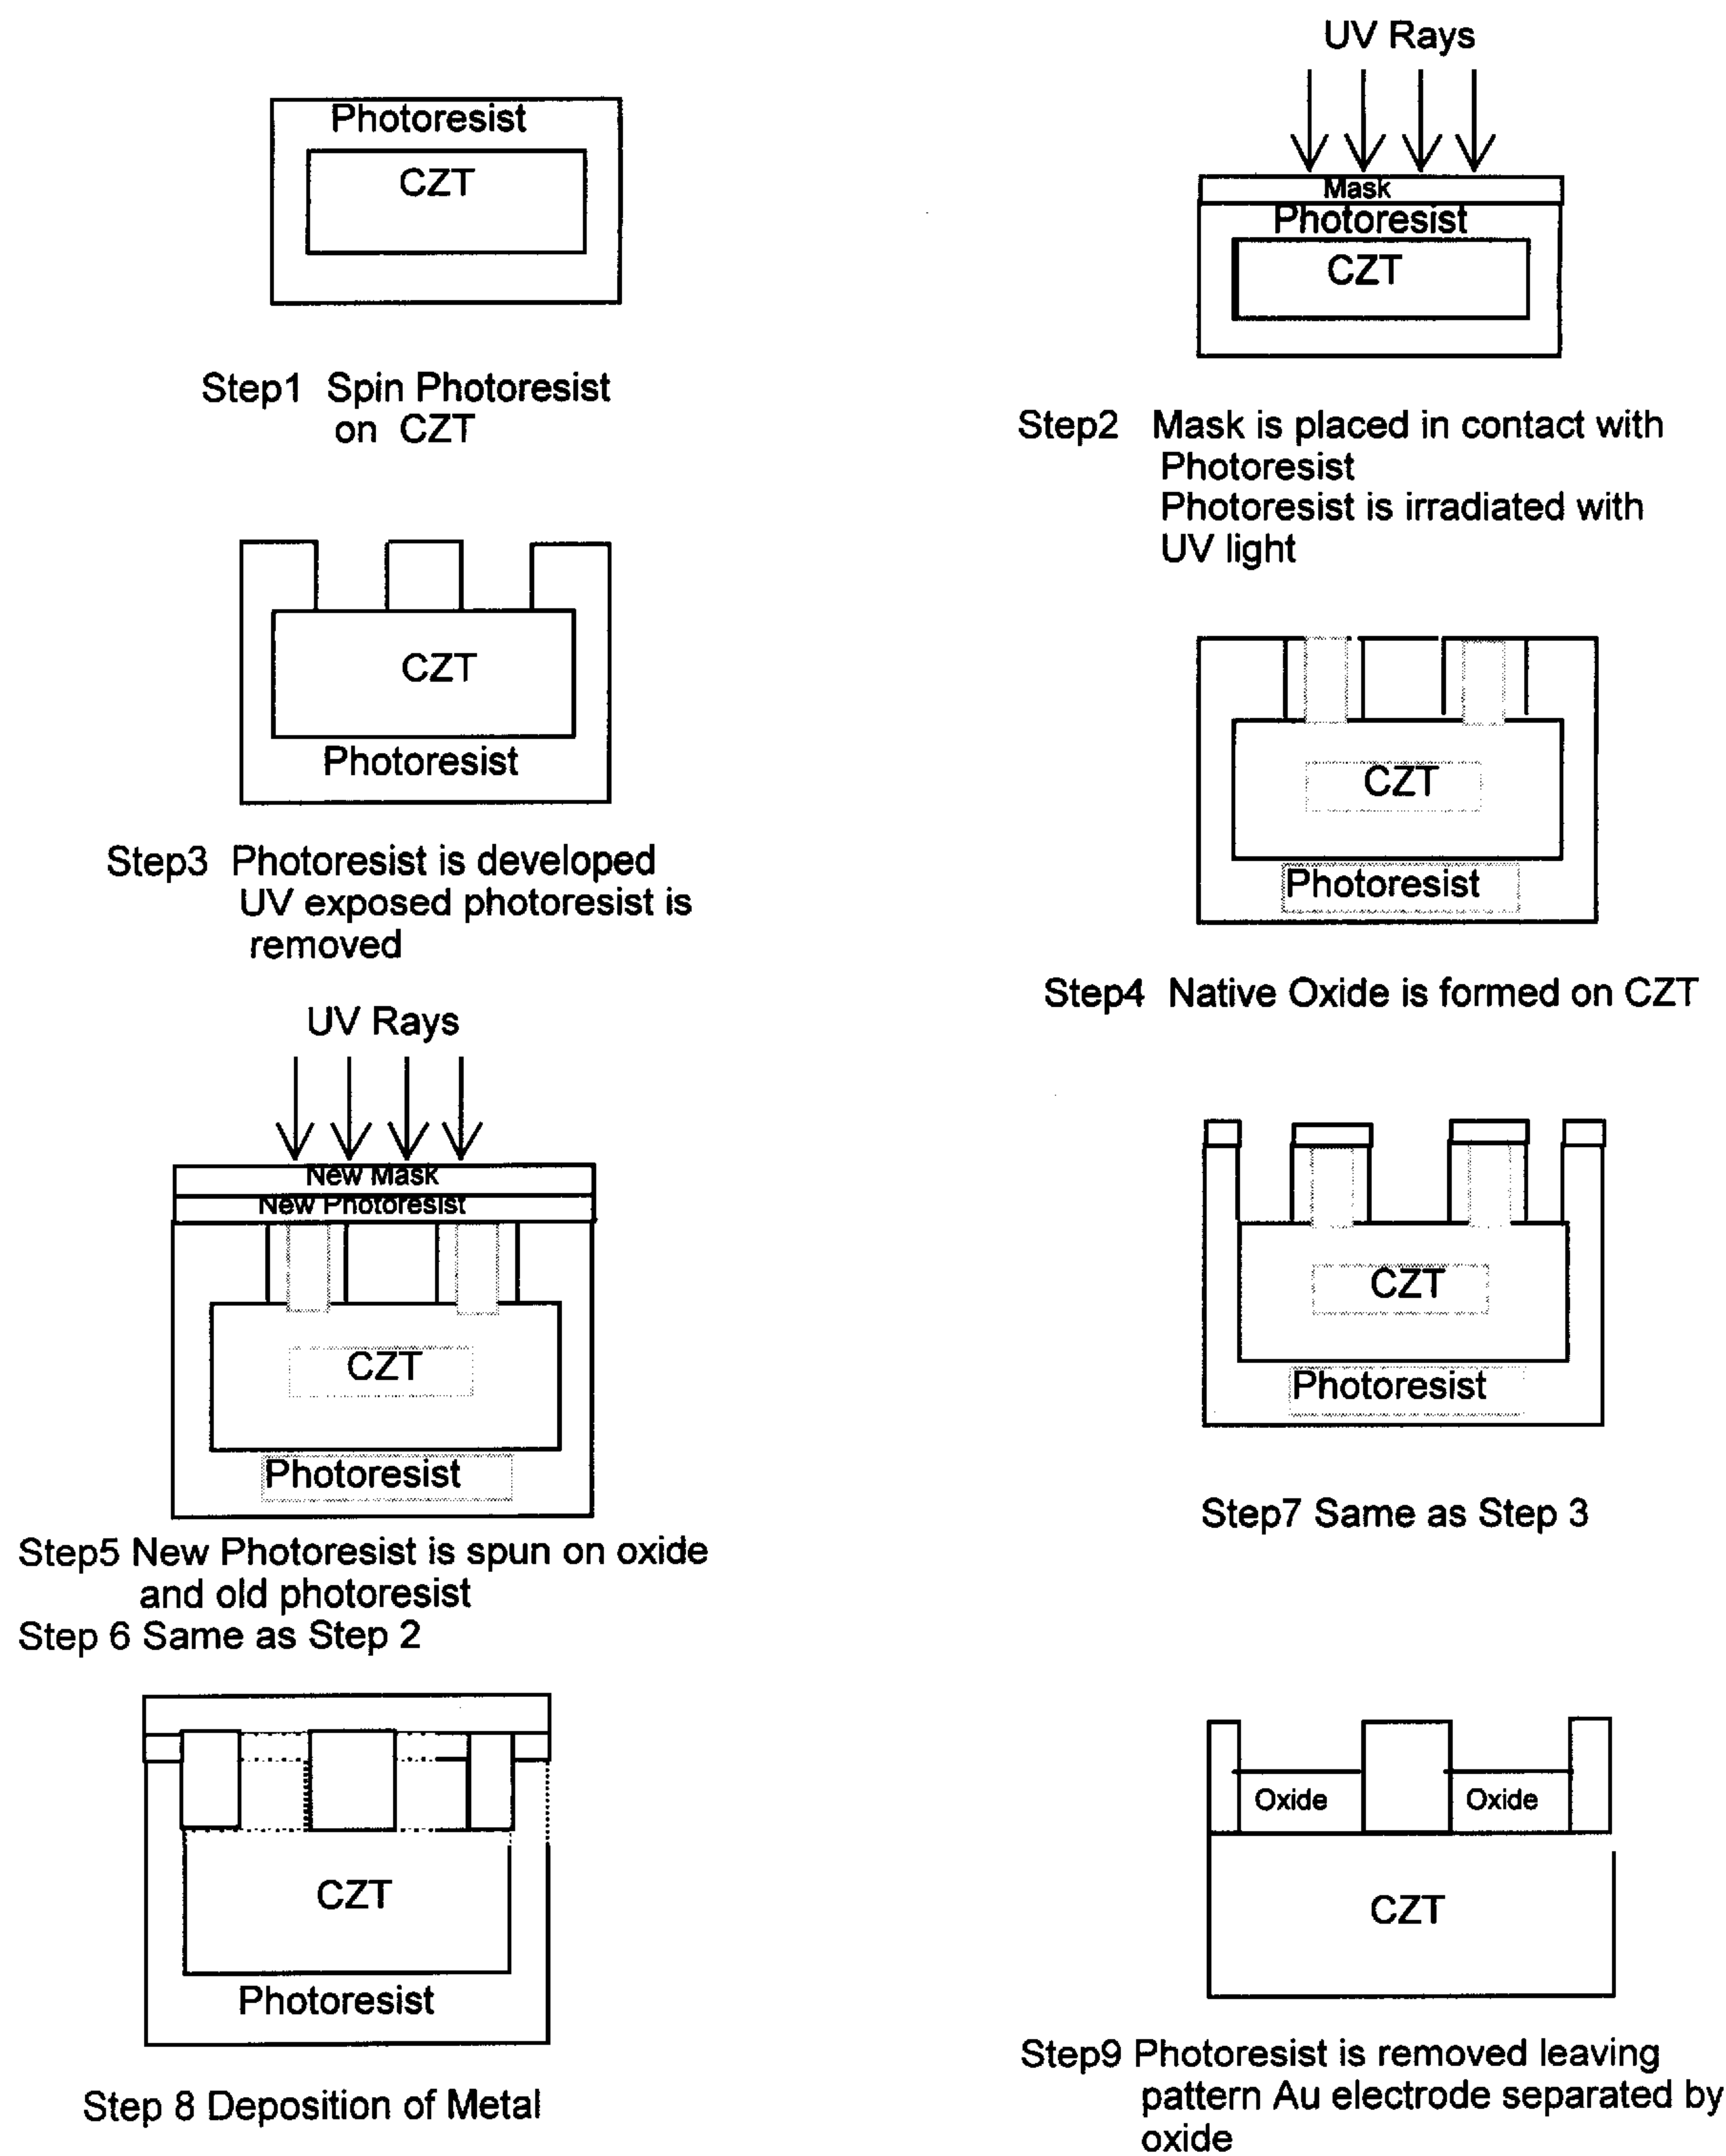 Photoresist
CZT
Step1 Spin Photoresist
on CZT
UV Rays
Mask
Photoresist
CZT
Step2 Mask is placed in contact with
Photoresist
Photoresist is irradiated with
UV light
CZT
Photoresist
Step3 Photoresist is developed
UV exposed photoresist is
removed
CZT
Photoresist
Step4 Native Oxide is formed on CZT
UV Rays
New Mask
New Photoresist
CZT
Photoresist
Step5 New Photoresist is spun on oxide
and old photoresist
Step 6 Same as Step 2
CZT
Photoresist
Step7 Same as Step 3
CZT
Photoresist
Step 8 Deposition of Metal
Oxide Oxide
CZT
Step9 Photoresist is removed leaving
pattern Au electrode separated by
oxide